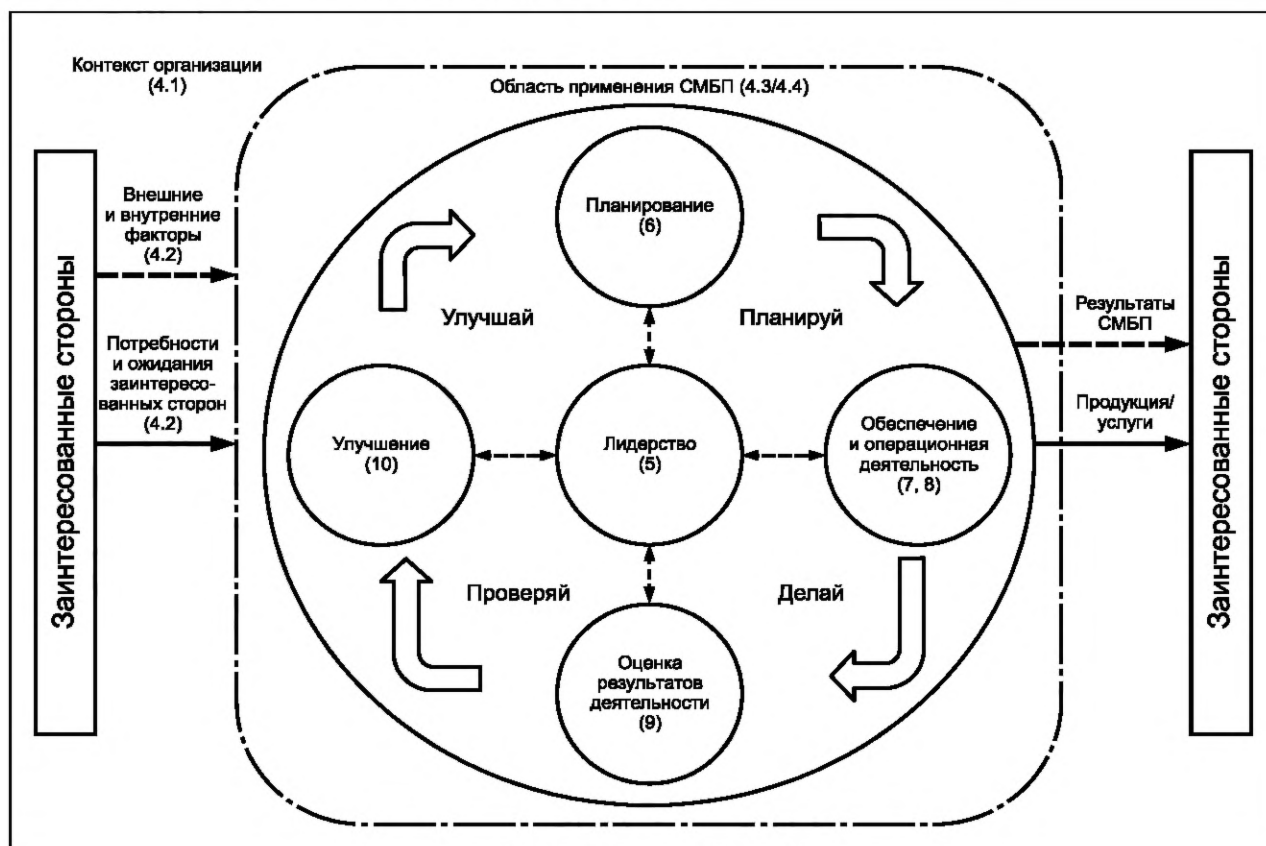 Контекст организации
(4.1)
Область применения СМБП (4.3/4.4)
Заинтересованные стороны
Внешние
и внутренние
факторы
(4.2)
Потребности
и ожидания
заинтересо-
ванных сторон
(4.2)
Планирование
(6)
Улучшай
Планируй
Улучшение
(10)
Лидерство
(5)
Обеспечение
и операционная
деятельность
(7, 8)
Проверяй
Делай
Оценка
результатов
деятельности
(9)
Результаты
СМБП
Продукция/
услуги
Заинтересованные стороны